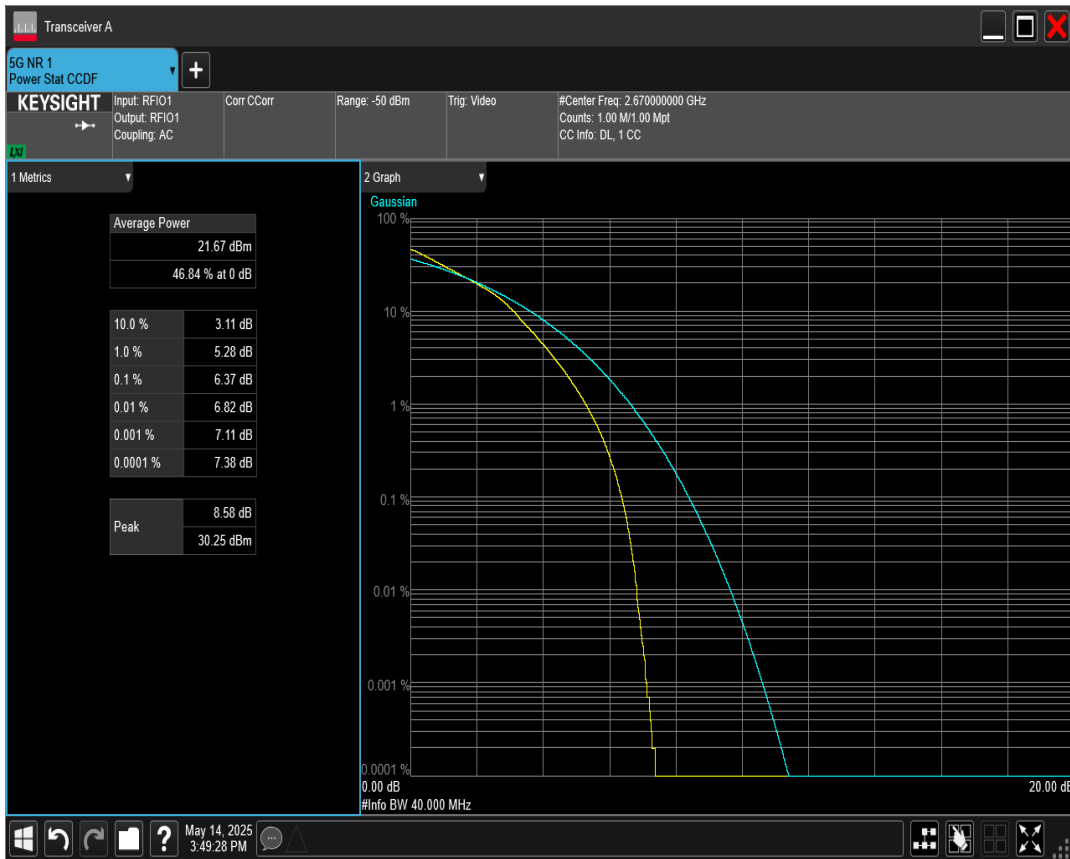 Transceiver A
5G NR 1
Power Stat CCDF
KEYSIGHT
LXI
Input: RFIO1
Output: RFIO1
Coupling: AC
Corr CCorr
Range: -50 dBm
Trig: Video
#Center Freq: 2.670000000 GHz
Counts: 1.00 M/1.00 Mpt
CC Info: DL, 1 CC
1 Metrics
Average Power
21.67 dBm
46.84 % at 0 dB
10.0 % 3.11 dB
1.0 % 5.28 dB
0.1 % 6.37 dB
0.01 % 6.82 dB
0.001 % 7.11 dB
0.0001 % 7.38 dB
Peak 8.58 dB
30.25 dBm
2 Graph
Gaussian
100 %
10 %
1 %
0.1 %
0.01 %
0.001 %
0.0001 %
0.00 dB 20.00 dB
#Info BW 40.000 MHz
May 14, 2025
3:49:28 PM